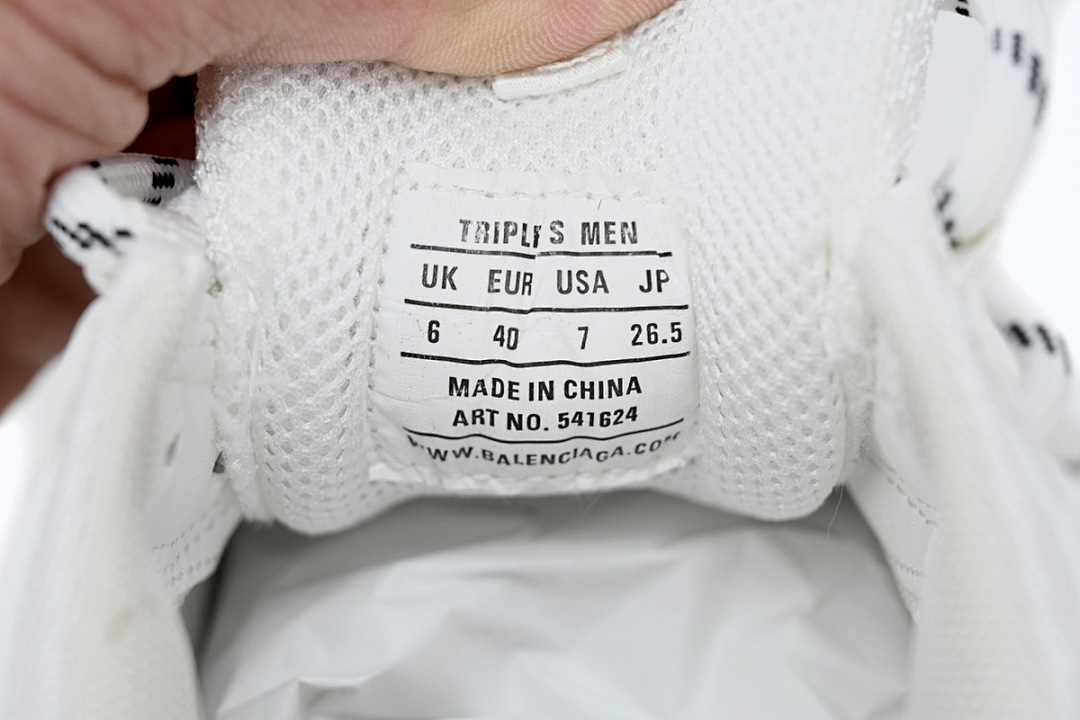 TRIPLE S MEN
UK EUR USA JP
6 40 7 26.5
MADE IN CHINA
ART NO. 541624
WWW.BALENCIAGA.COM